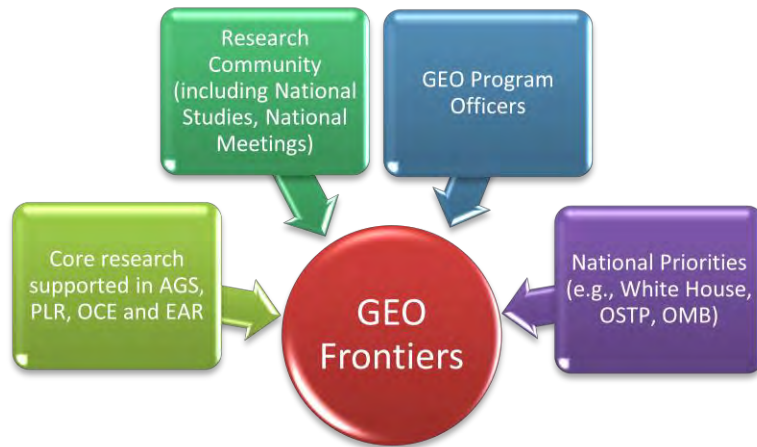 Research
Community
(including National
Studies, National
Meetings)
GEO Program
Officers
Core research
supported in AGS,
PLR, OCE and EAR
GEO
Frontiers
National Priorities
(e.g., White House,
OSTP, OMB)